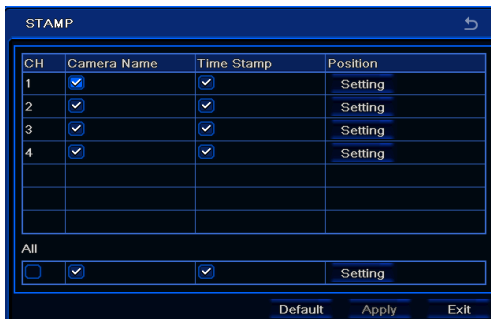 STAMP
CH Camera Name Time Stamp Position
1 Setting
2 Setting
3 Setting
4 Setting
All
Setting
Default Apply Exit